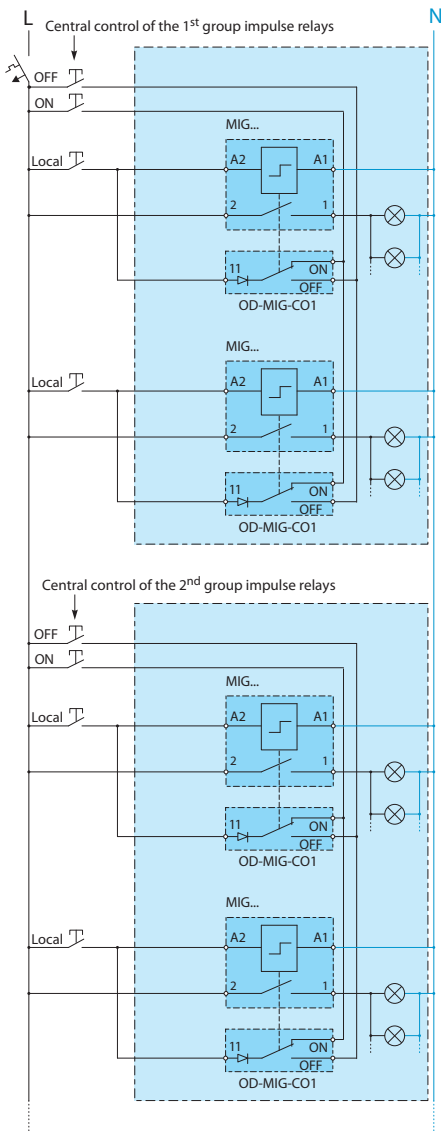 L
N
Central control of the 1st group impulse relays
OFF
ON
MIG...
Local
A2
A1
2
1
11
ON
OFF
OD-MIG-CO1
MIG...
Local
A2
A1
2
1
11
ON
OFF
OD-MIG-CO1
Central control of the 2nd group impulse relays
OFF
ON
MIG...
Local
A2
A1
2
1
11
ON
OFF
OD-MIG-CO1
MIG...
Local
A2
A1
2
1
11
ON
OFF
OD-MIG-CO1